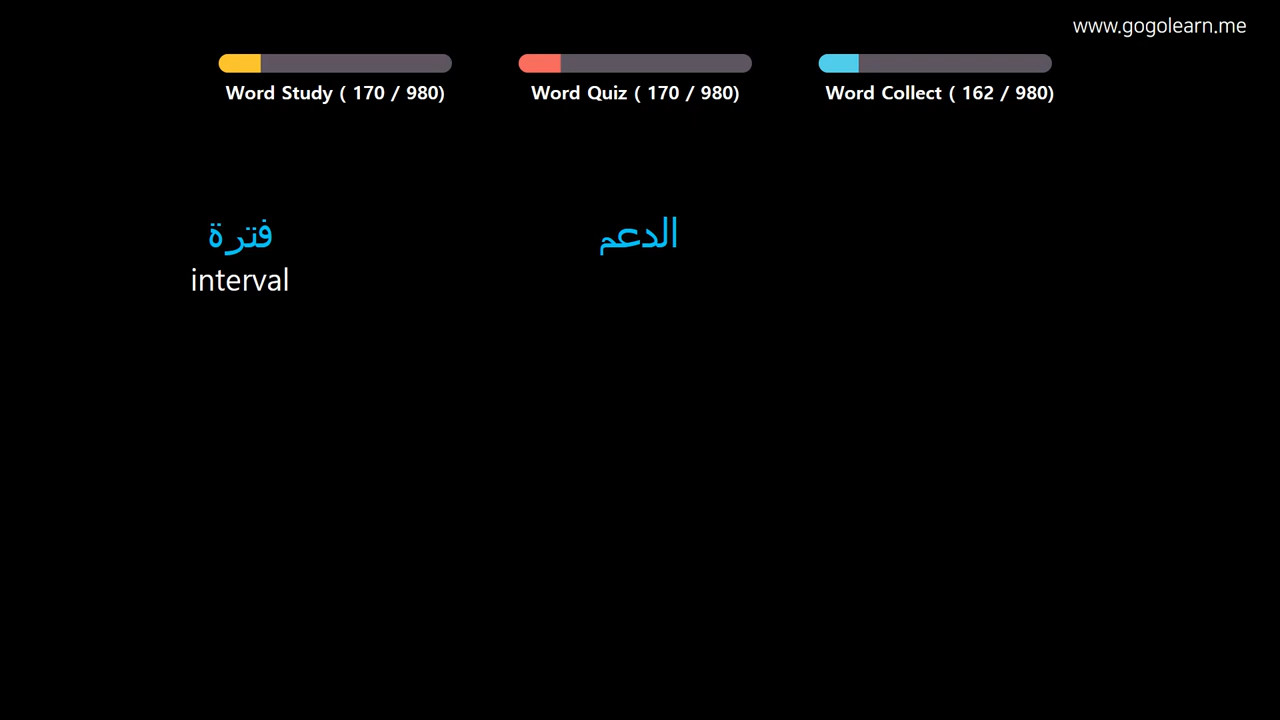 www.gogolearn.me
Word Study ( 170 / 980)
Word Quiz ( 170 / 980)
Word Collect ( 162 / 980)
فترة
interval
الدعم